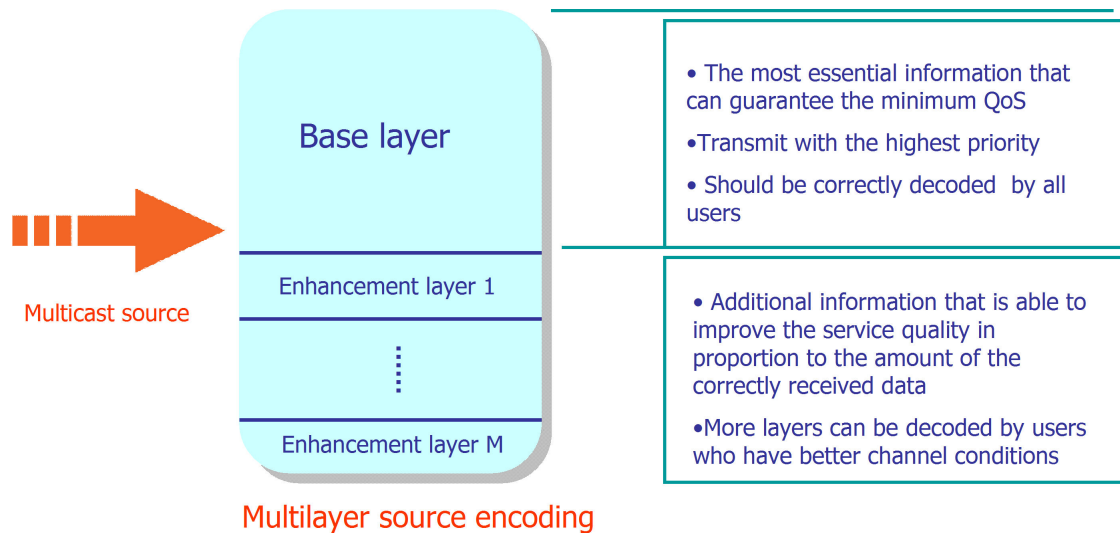 Base layer
Enhancement layer 1
Enhancement layer M
Multicast source
Multilayer source encoding
• The most essential information that
can guarantee the minimum QoS
•Transmit with the highest priority
• Should be correctly decoded by all
users
• Additional information that is able to
improve the service quality in
proportion to the amount of the
correctly received data
•More layers can be decoded by users
who have better channel conditions